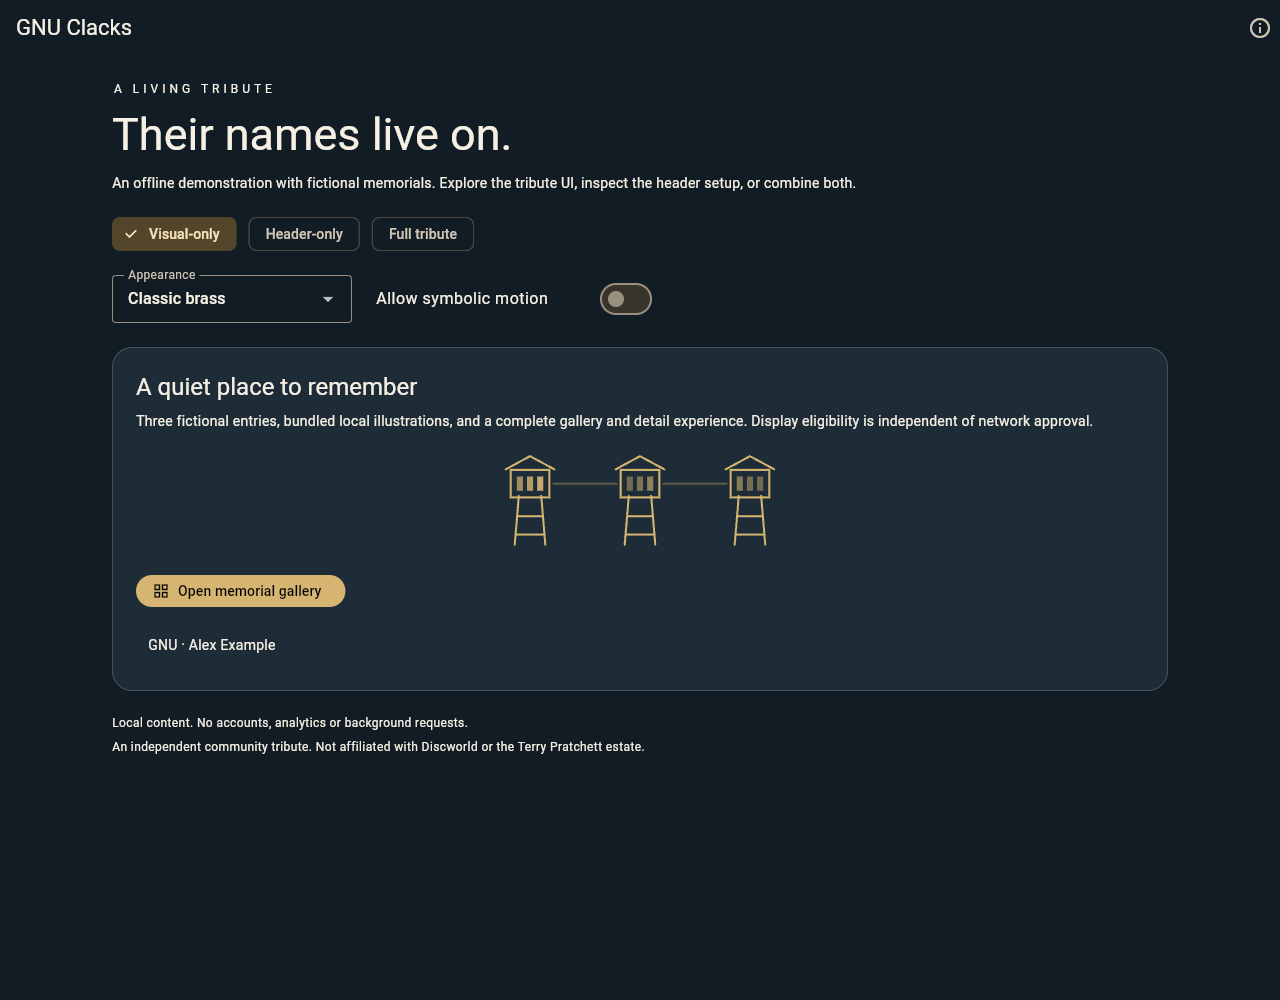 GNU Clacks
A LIVING TRIBUTE
Their names live on.
An offline demonstration with fictional memorials. Explore the tribute UI, inspect the header setup, or combine both.
Visual-only
Header-only
Full tribute
Appearance
Classic brass
Allow symbolic motion
A quiet place to remember
Three fictional entries, bundled local illustrations, and a complete gallery and detail experience. Display eligibility is independent of network approval.
Open memorial gallery
GNU · Alex Example
Local content. No accounts, analytics or background requests.
An independent community tribute. Not affiliated with Discworld or the Terry Pratchett estate.